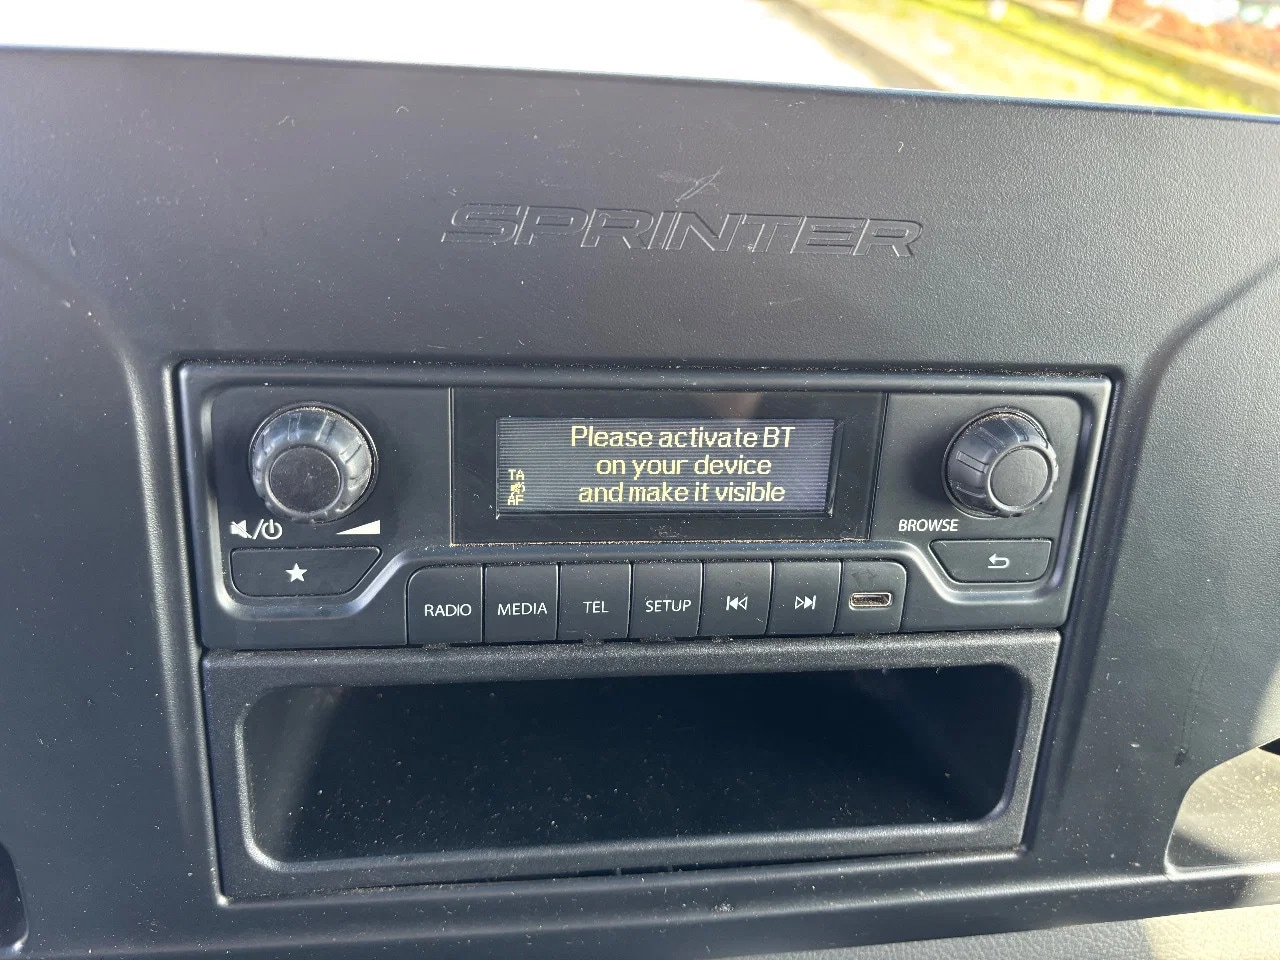 SPRINTER
Please activate BT
on your device
and make it visible
TA
AF
BROWSE
RADIO
MEDIA
TEL
SETUP